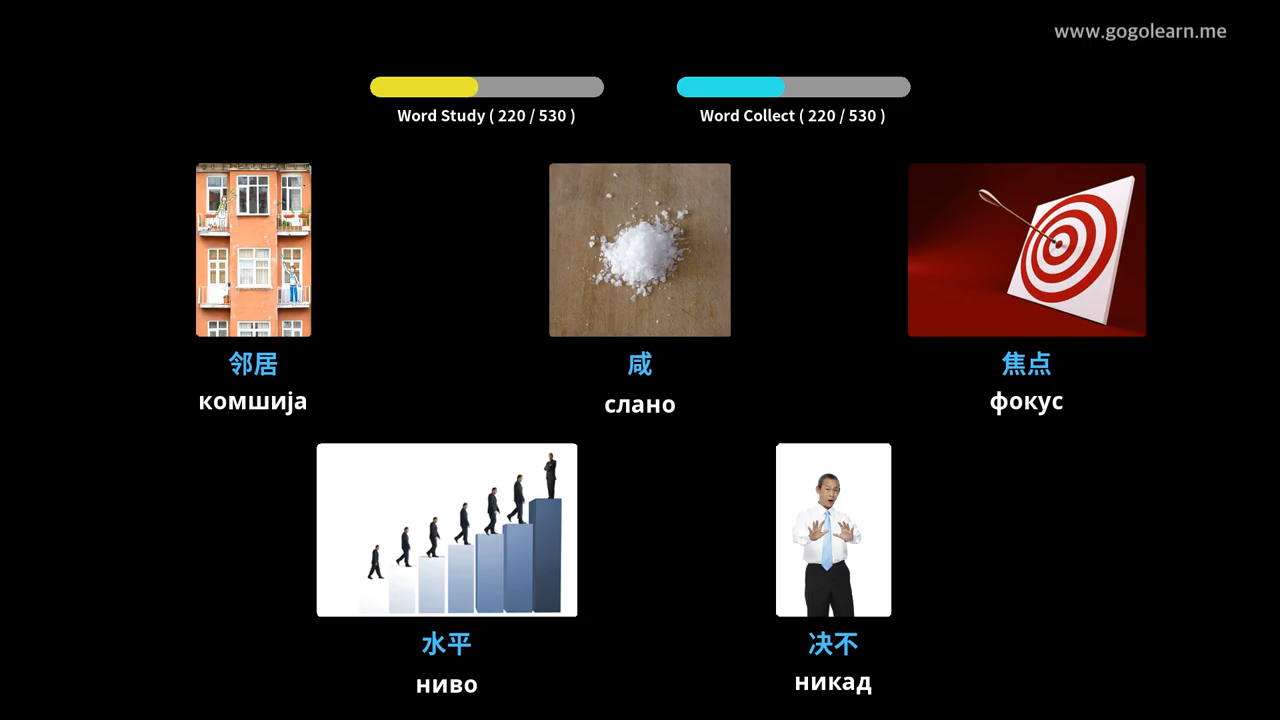 www.gogolearn.me
Word Study ( 220 / 530 )
Word Collect ( 220 / 530 )
邻居
комшија
咸
слано
焦点
фокус
水平
ниво
决不
никад